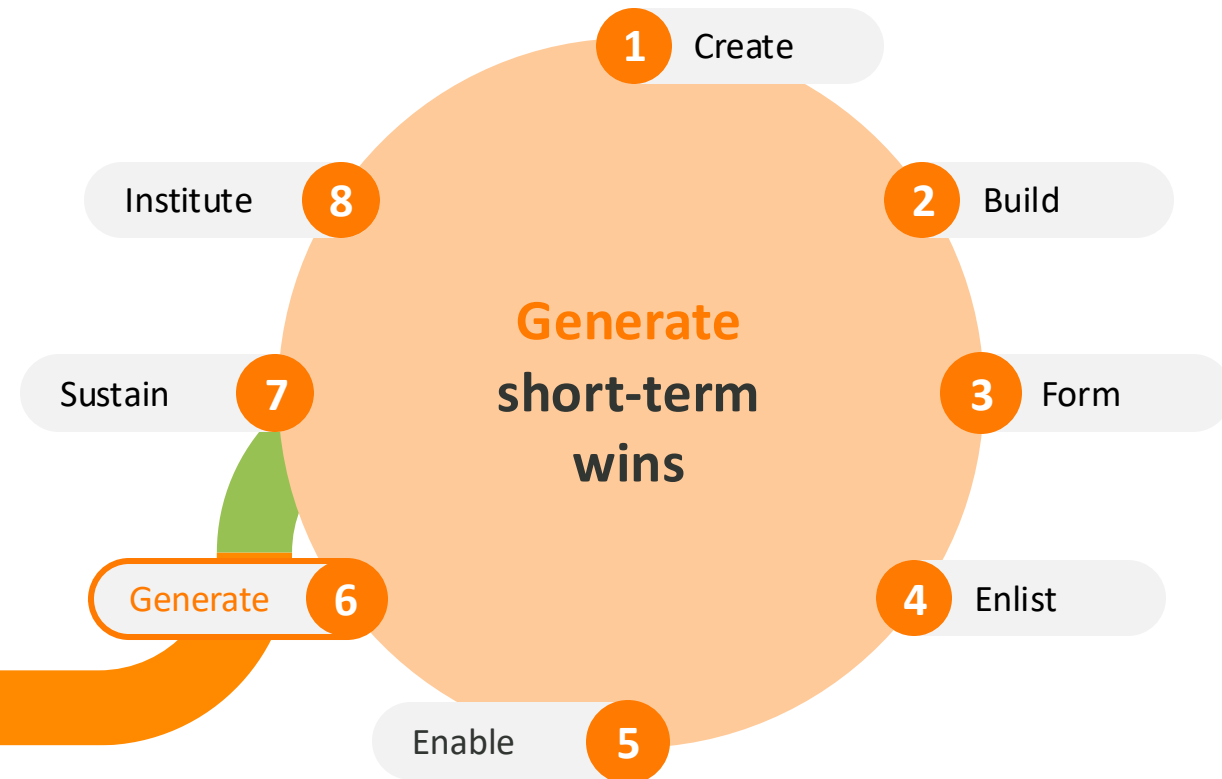 1 Create
8 Institute
2 Build
Generate
short-term
wins
7 Sustain
3 Form
6 Generate
4 Enlist
5 Enable